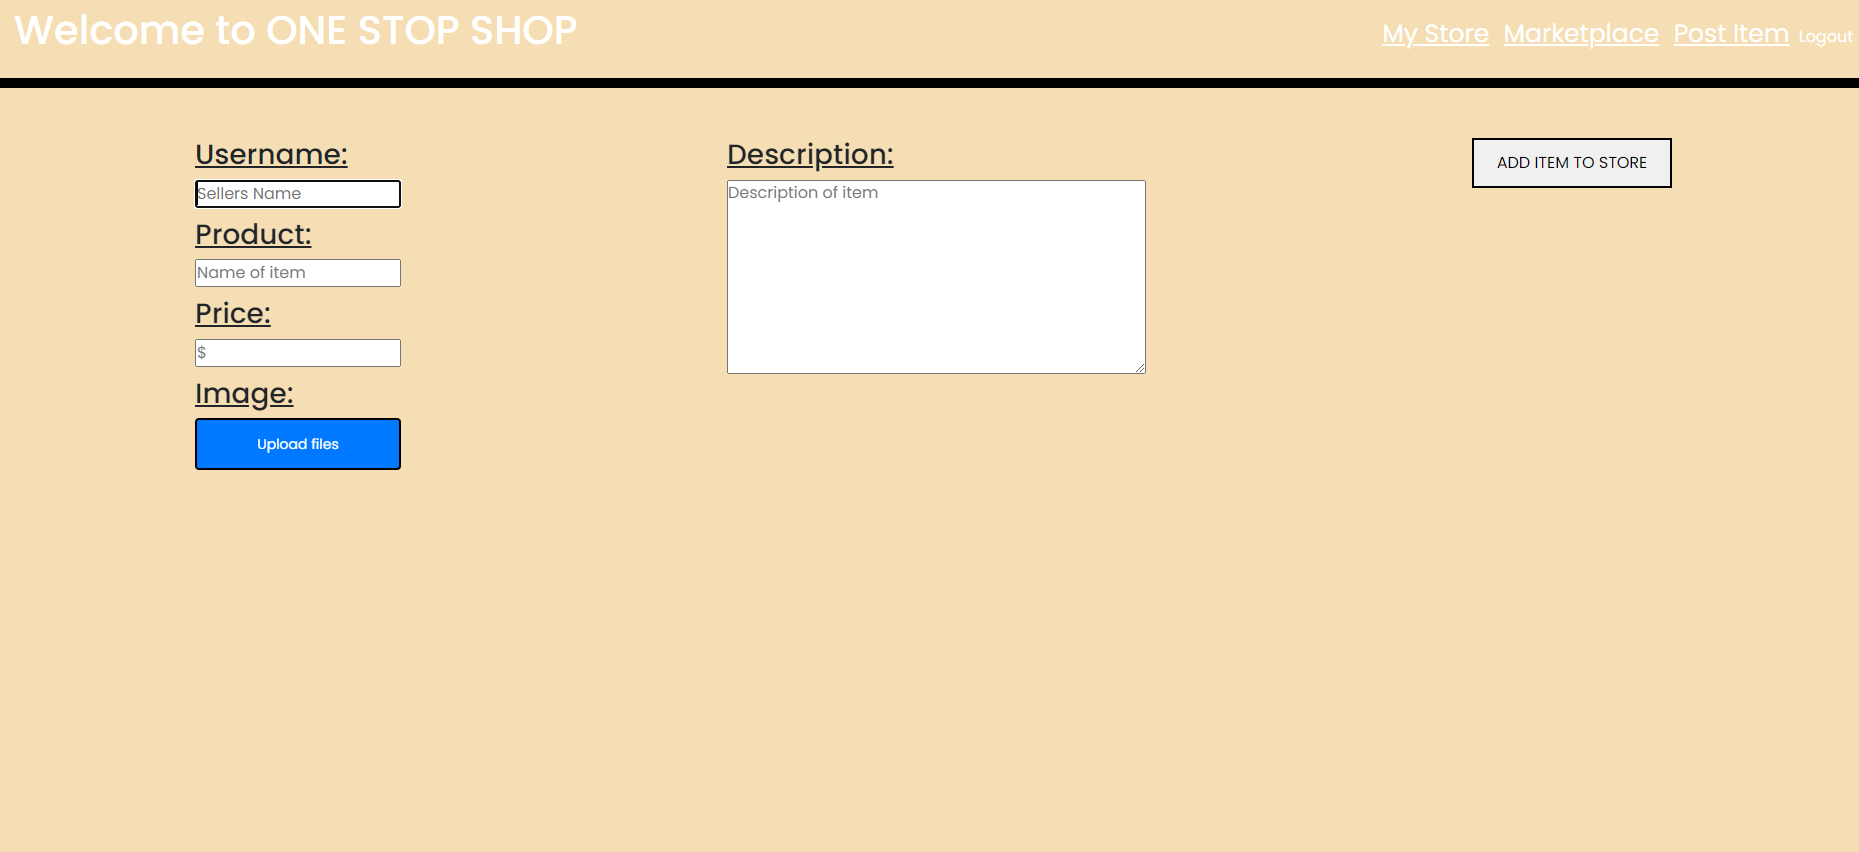 Welcome to ONE STOP SHOP
My Store Marketplace Post Item Logout
Username:
Sellers Name
Product:
Name of item
Price:
$
Image:
Upload files
Description:
Description of item
ADD ITEM TO STORE